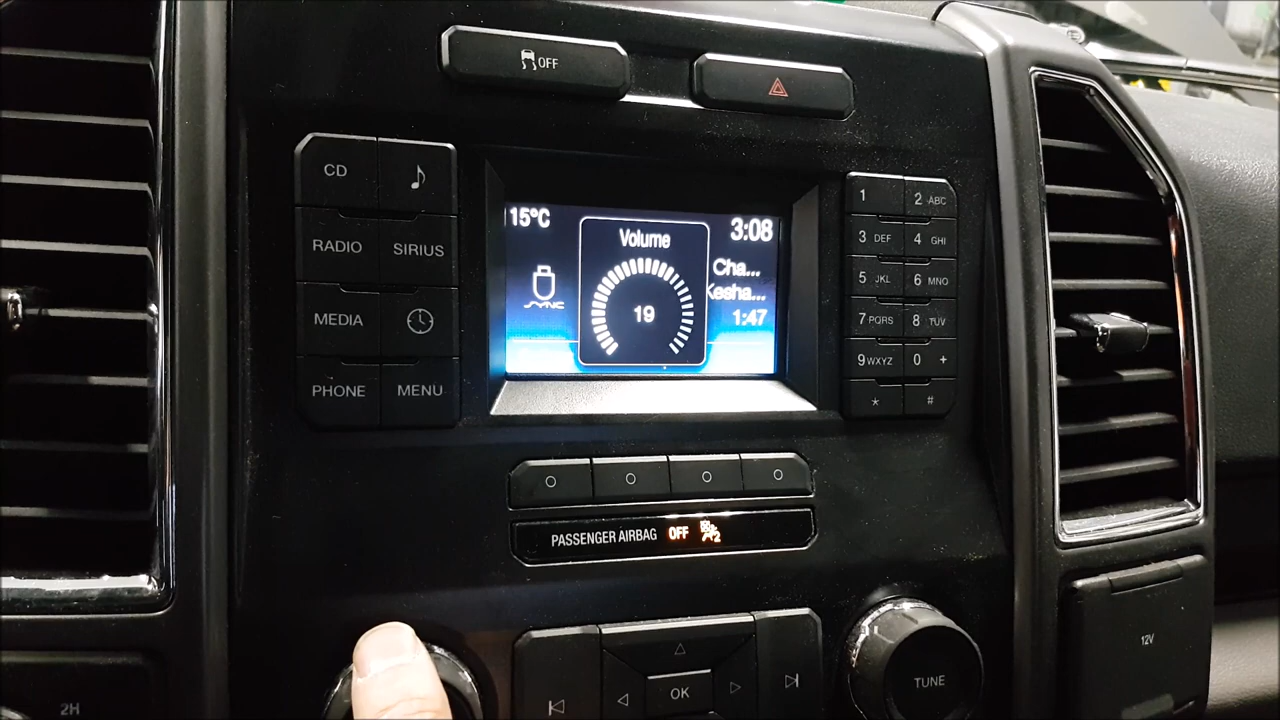 OFF
CD
RADIO
SIRIUS
MEDIA
PHONE
MENU
15°C
3:08
Volume
19
SYNC
Cha...
Kesha...
1:47
1
2 ABC
3 DEF
4 GHI
5 JKL
6 MNO
7 PQRS
8 TUV
9 WXYZ
0 +
*
#
PASSENGER AIRBAG OFF
2
OK
TUNE
12V
2H